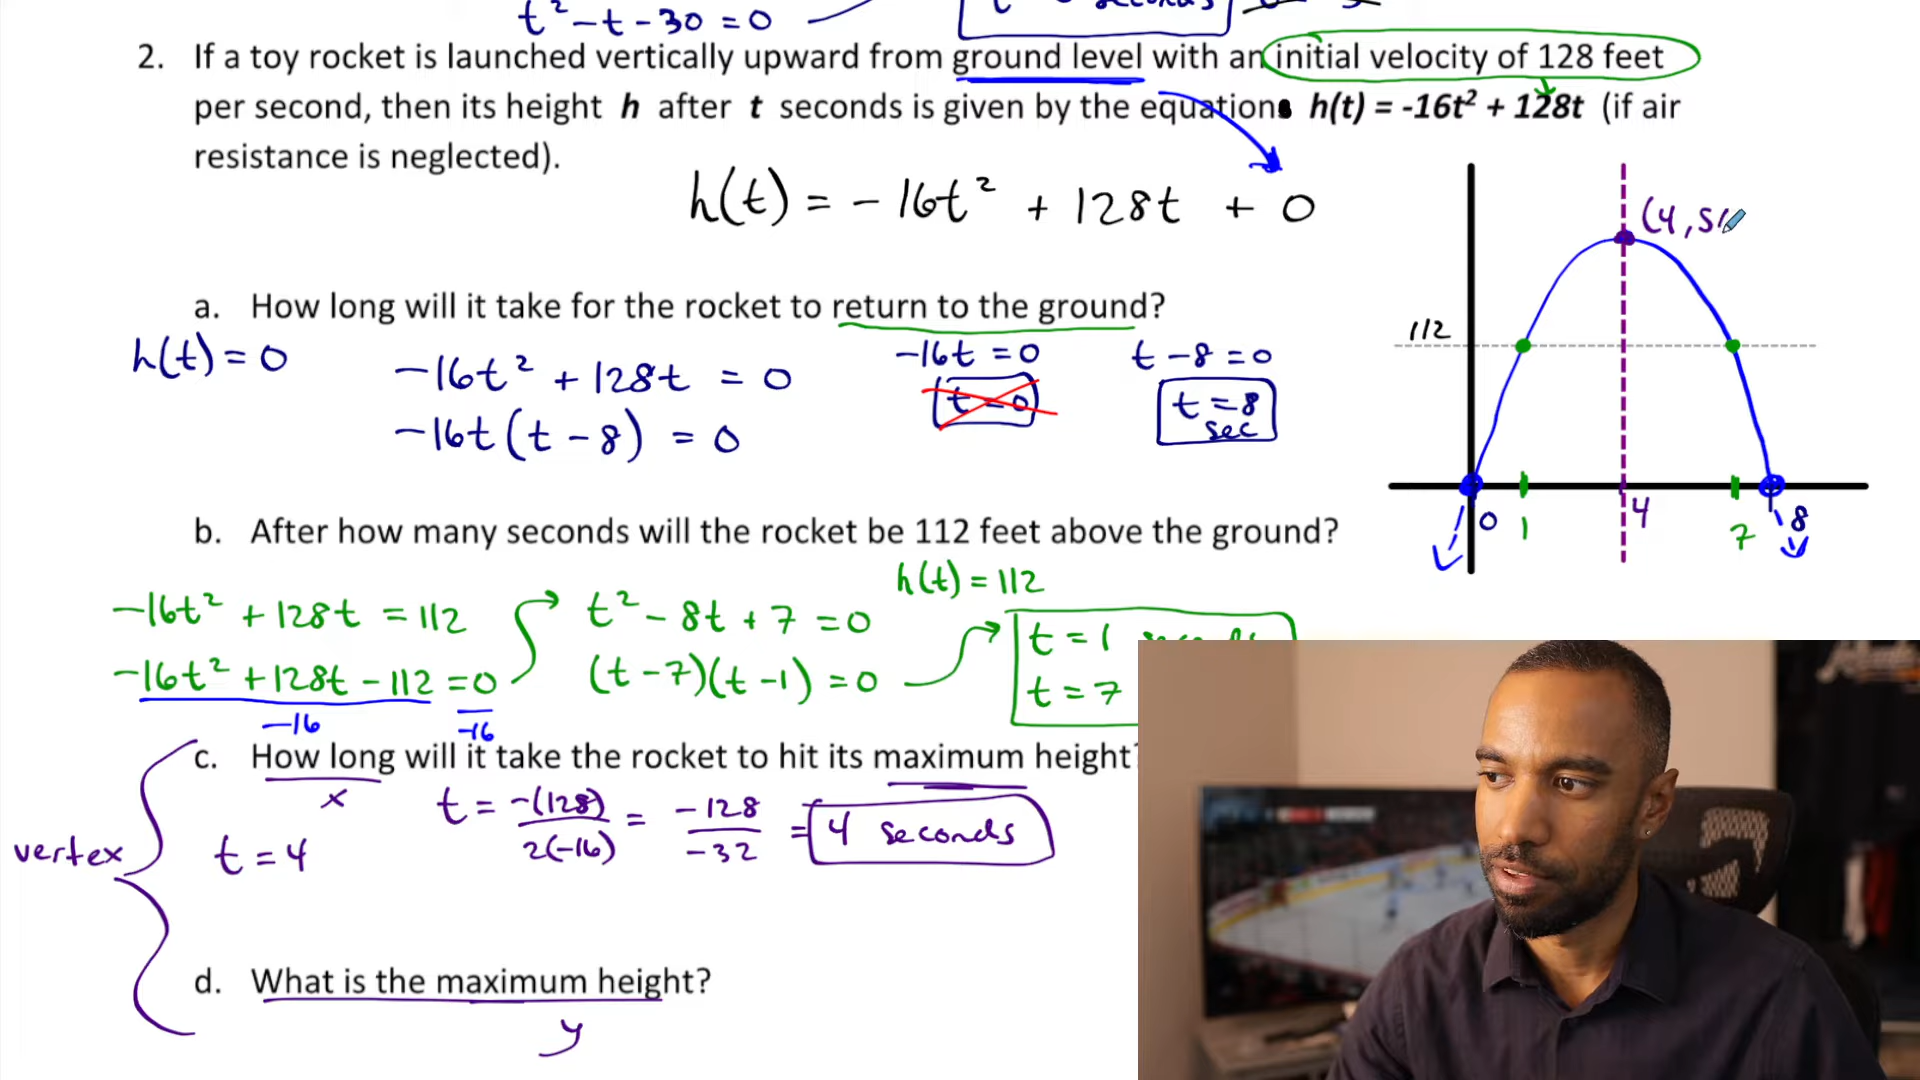 t² - t - 30 = 0
2. If a toy rocket is launched vertically upward from ground level with an initial velocity of 128 feet
per second, then its height h after t seconds is given by the equations h(t) = -16t² + 128t (if air
resistance is neglected).
h(t) = -16t² + 128t + 0
(4,
112
0 1 4 7 8
a. How long will it take for the rocket to return to the ground?
h(t) = 0
-16t² + 128t = 0
-16t(t - 8) = 0
-16t = 0
t = 0
t - 8 = 0
t = 8
sec
b. After how many seconds will the rocket be 112 feet above the ground?
h(t) = 112
-16t² + 128t = 112
-16t² + 128t - 112 = 0
-16 -16
t² - 8t + 7 = 0
(t - 7)(t - 1) = 0
t = 1
t = 7
c. How long will it take the rocket to hit its maximum height?
x
vertex
t = 4
t = -(128)/2(-16) = -128/-32 = 4 seconds
d. What is the maximum height?
y